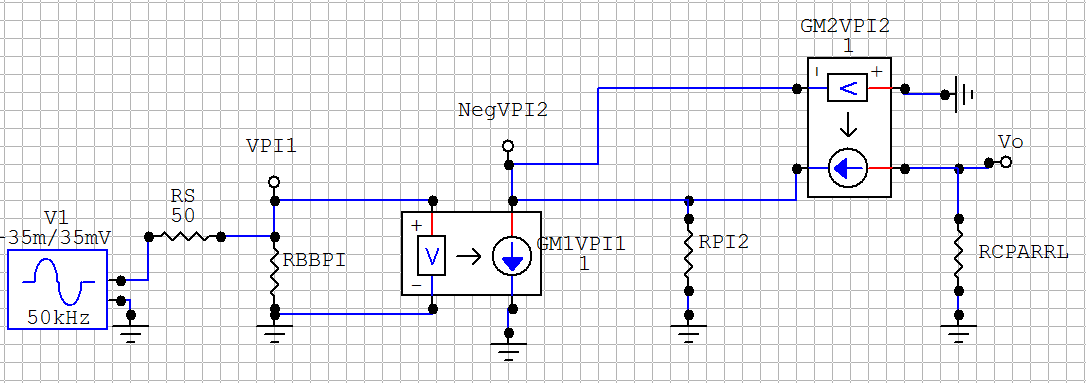 GM2VPI2
1
NegVPI2
VPI1
Vo
RS
50
V1
-35m/35mV
RBBPI
GM1VPI1
1
RPI2
RCPARRL
50kHz
V
+
-
+